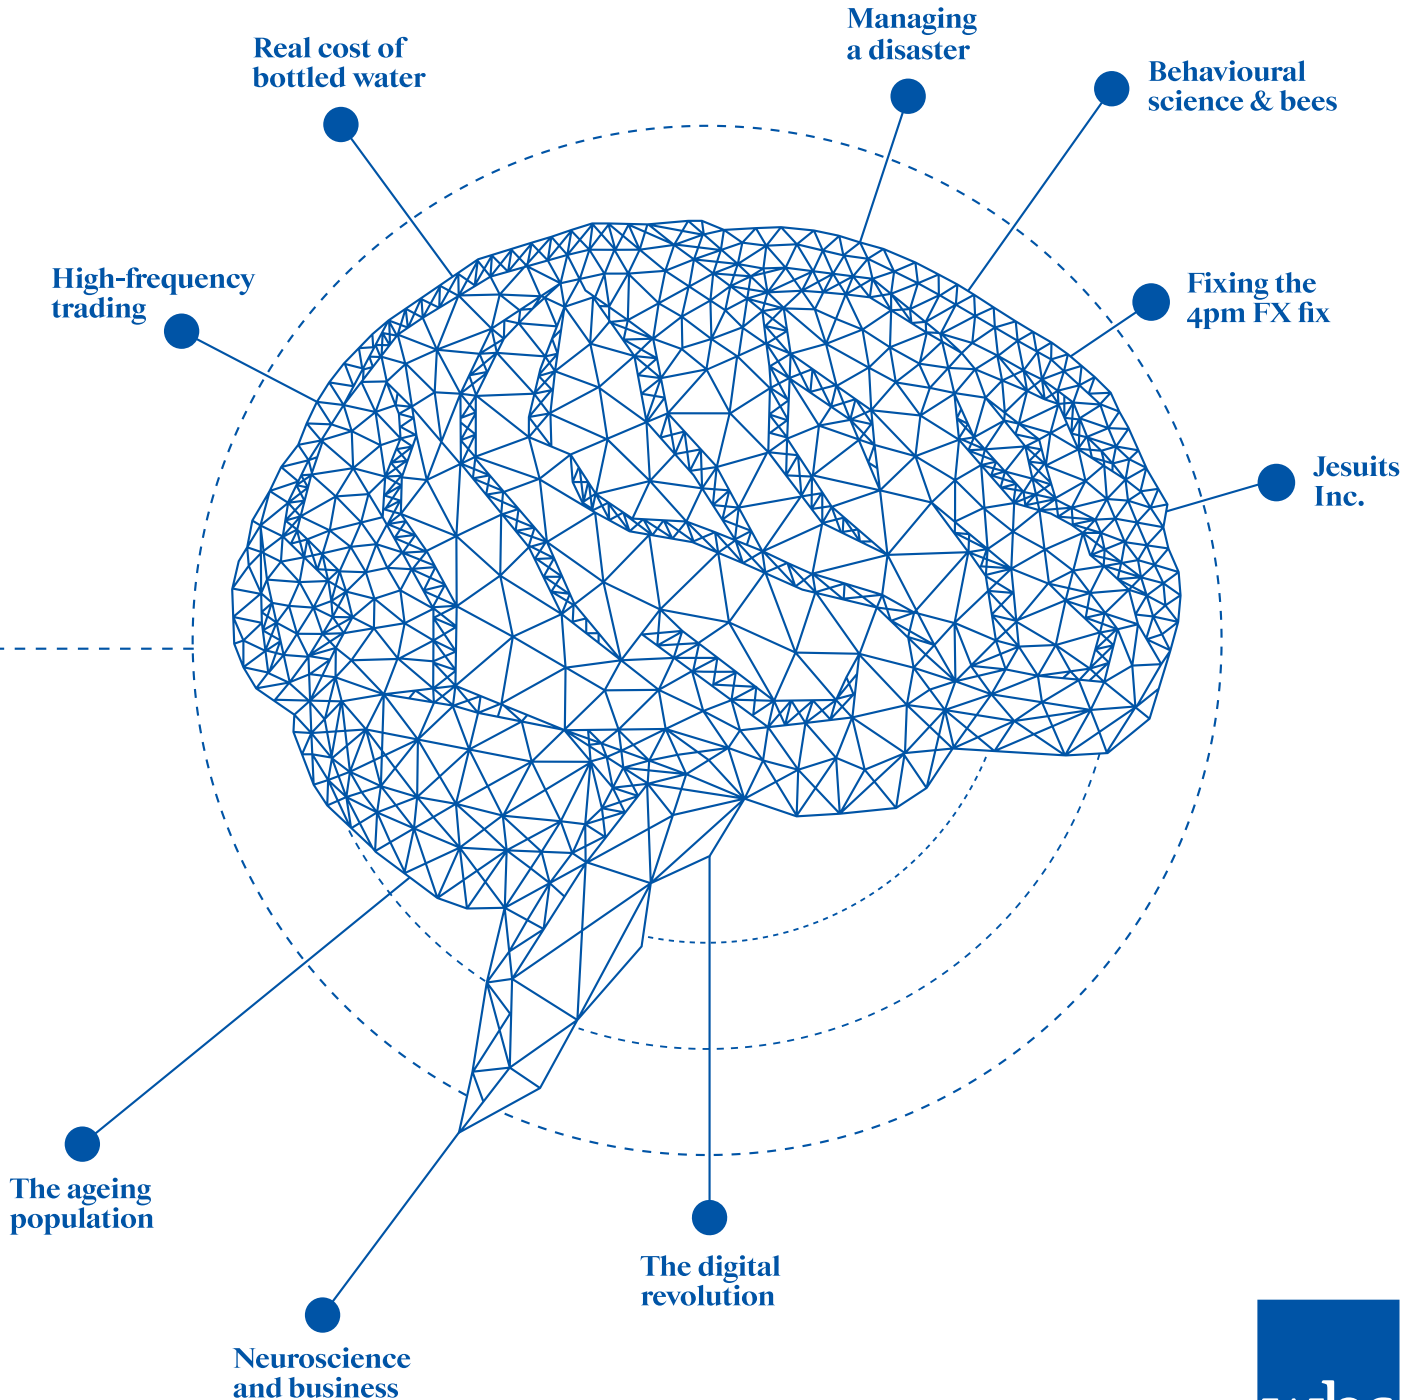 Managing
a disaster
Real cost of
bottled water
Behavioural
science & bees
High-frequency
trading
Fixing the
4pm FX fix
Jesuits
Inc.
The ageing
population
The digital
revolution
Neuroscience
and business